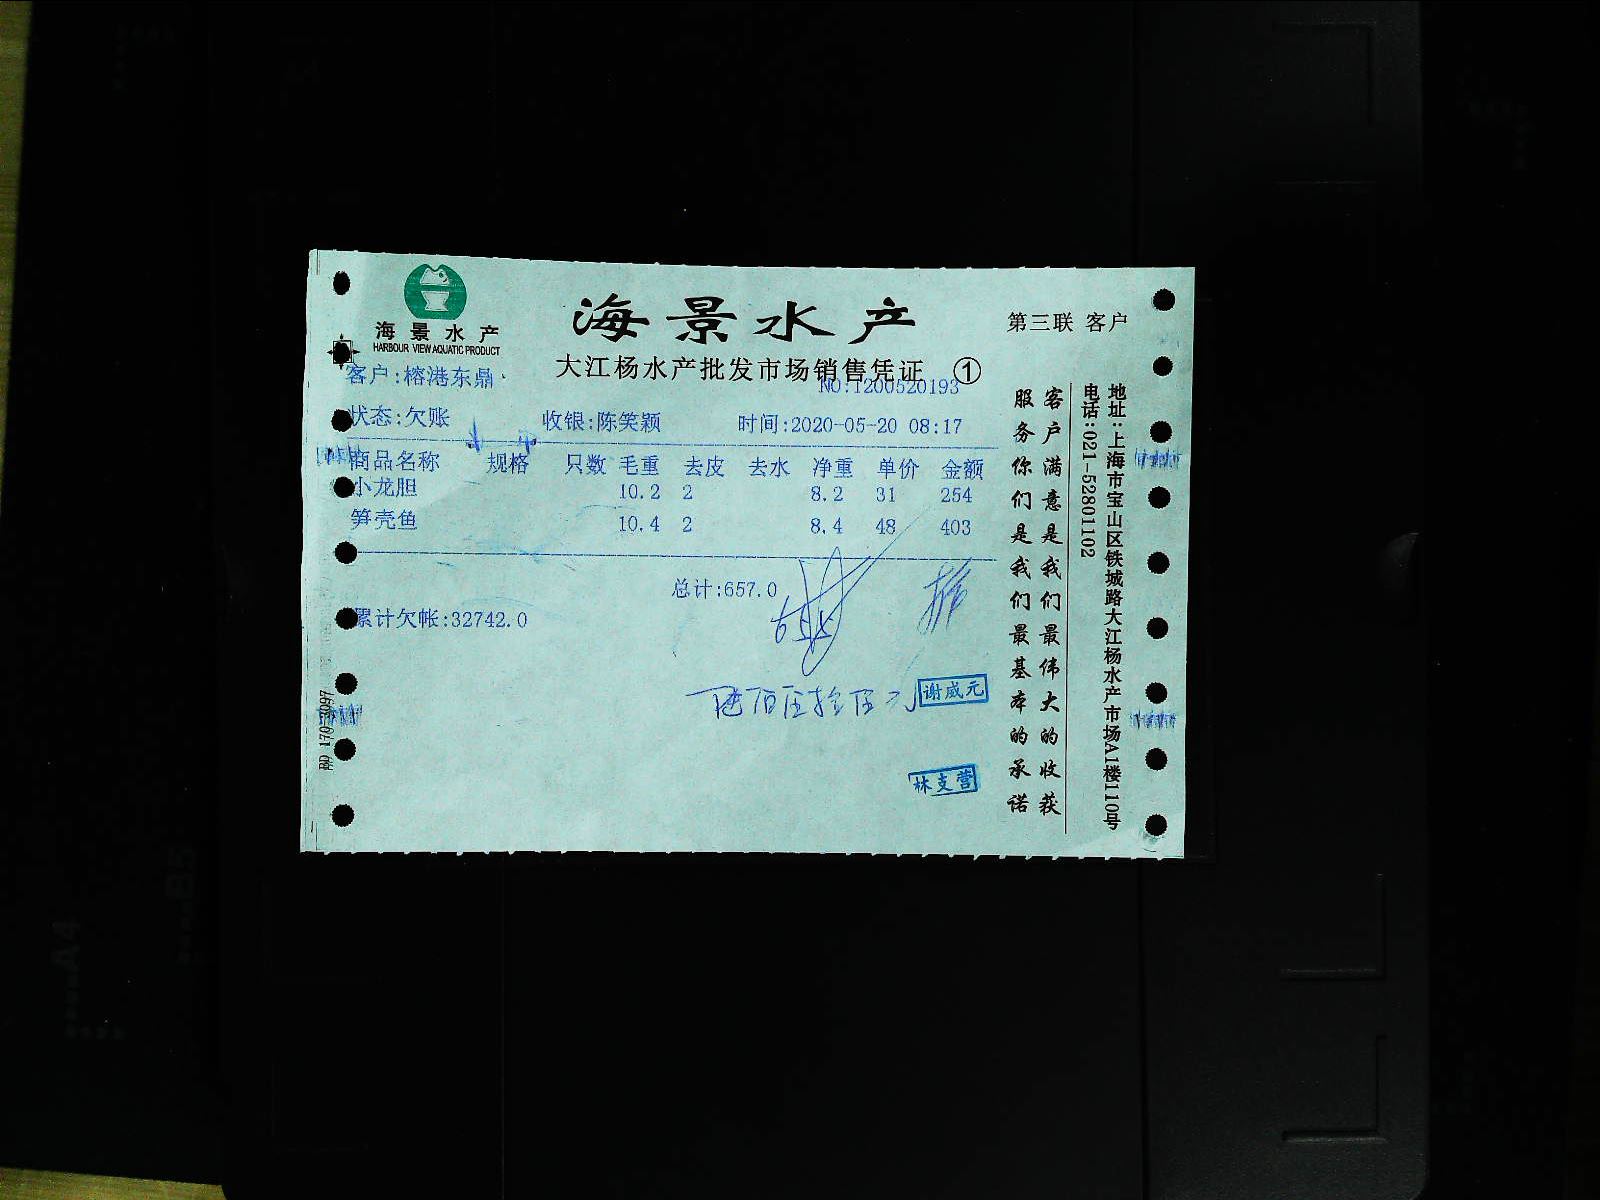 海景水产
HARBOUR VIEW AQUATIC PRODUCT
海景水产
第三联 客户
大江杨水产批发市场销售凭证 ①
客户:榕港东鼎
NO:1200520193
状态:欠账 收银:陈笑颖 时间:2020-05-20 08:17
商品名称 规格 只数 毛重 去皮 去水 净重 单价 金额
小龙胆 10.2 2 8.2 31 254
笋壳鱼 10.4 2 8.4 48 403
总计:657.0
累计欠帐:32742.0
谢威元
林支营
客户满意是我们最伟大的收获
服务你们是我们最基本的承诺
地址:上海市宝山区铁城路大江杨水产市场A1楼110号
电话:021-52801102